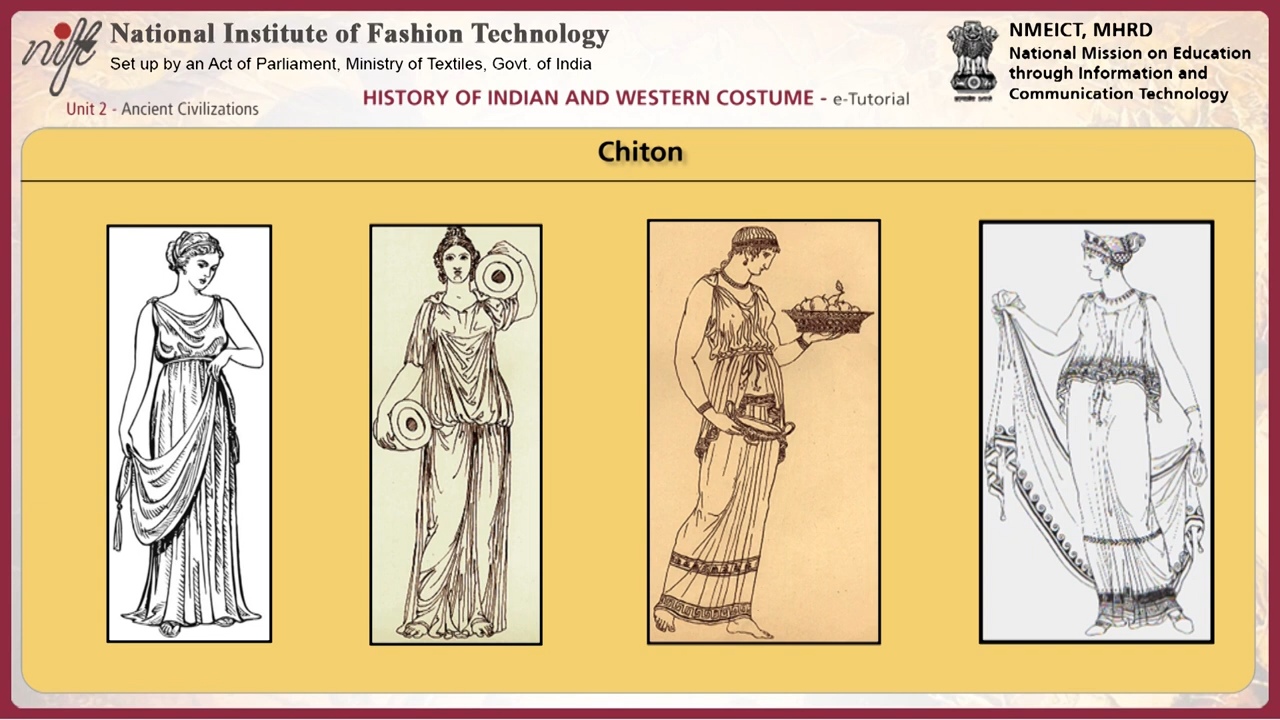 nift
National Institute of Fashion Technology
Set up by an Act of Parliament, Ministry of Textiles, Govt. of India
Unit 2 - Ancient Civilizations
HISTORY OF INDIAN AND WESTERN COSTUME - e-Tutorial
NMEICT, MHRD
National Mission on Education
through Information and
Communication Technology
Chiton